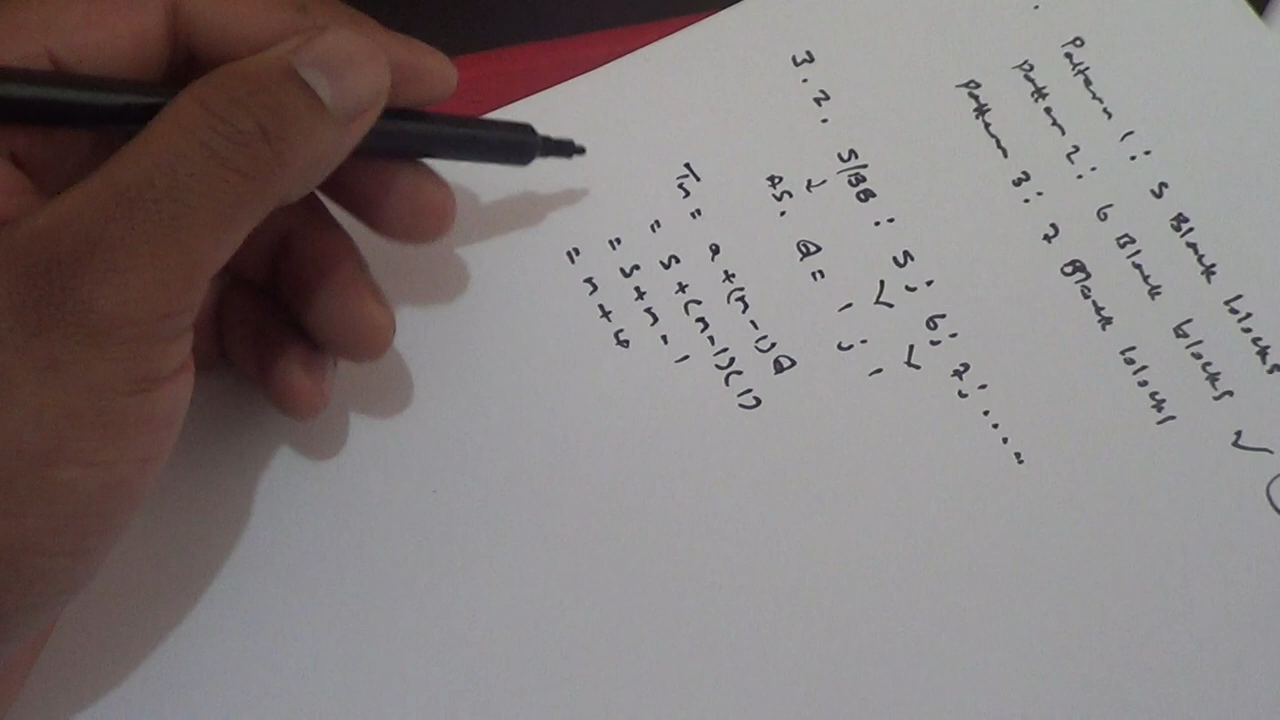 Pattern 1: 5 Black blocks
Pattern 2: 6 Black blocks ✓
Pattern 3: 7 Black blocks
3.2. S/BB: 5; 6; 7; .....
AS. d = 1; 1
Tn = a + (n-1)d
= 5 + (n-1)(1)
= 5 + n - 1
= n + 4